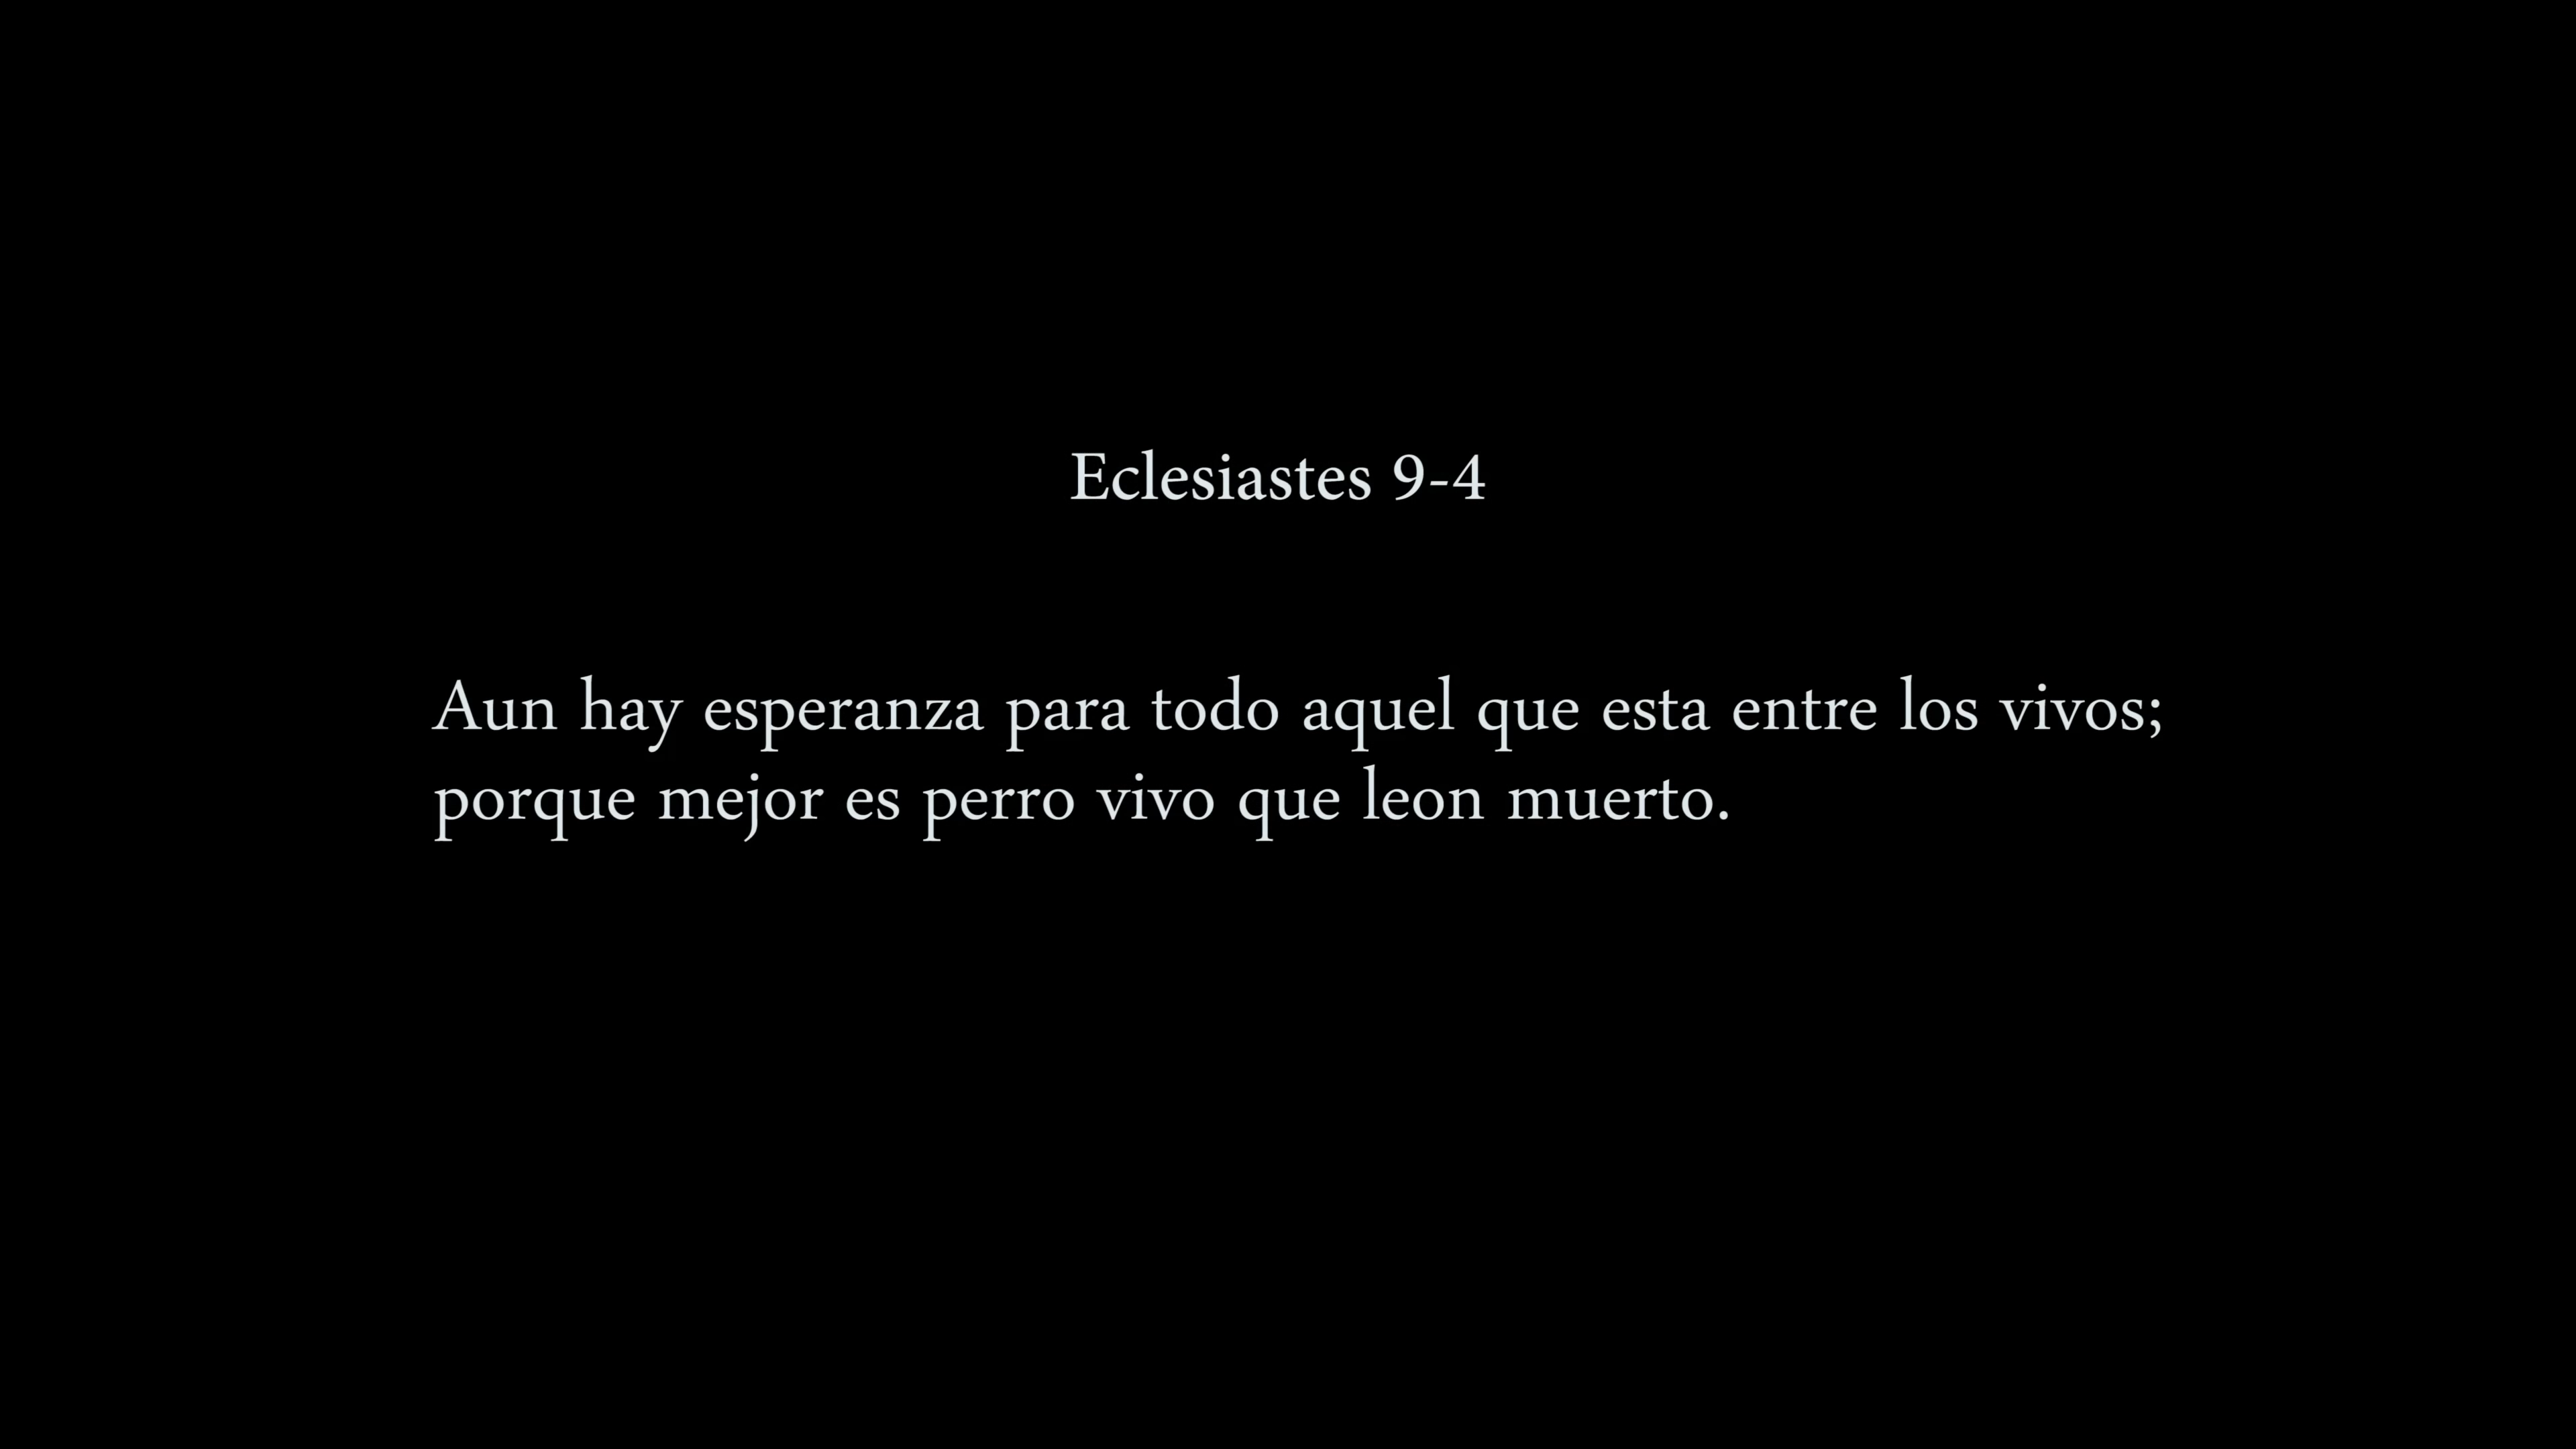 Eclesiastes 9-4
Aun hay esperanza para todo aquel que esta entre los vivos;
porque mejor es perro vivo que leon muerto.